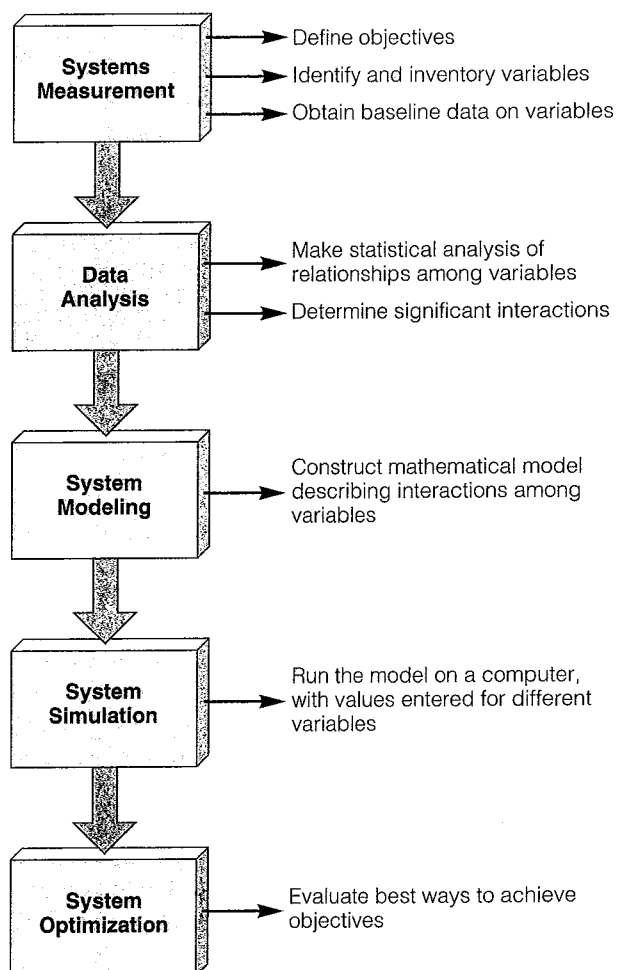 Systems
Measurement
Define objectives
Identify and inventory variables
Obtain baseline data on variables
Data
Analysis
Make statistical analysis of
relationships among variables
Determine significant interactions
System
Modeling
Construct mathematical model
describing interactions among
variables
System
Simulation
Run the model on a computer,
with values entered for different
variables
System
Optimization
Evaluate best ways to achieve
objectives